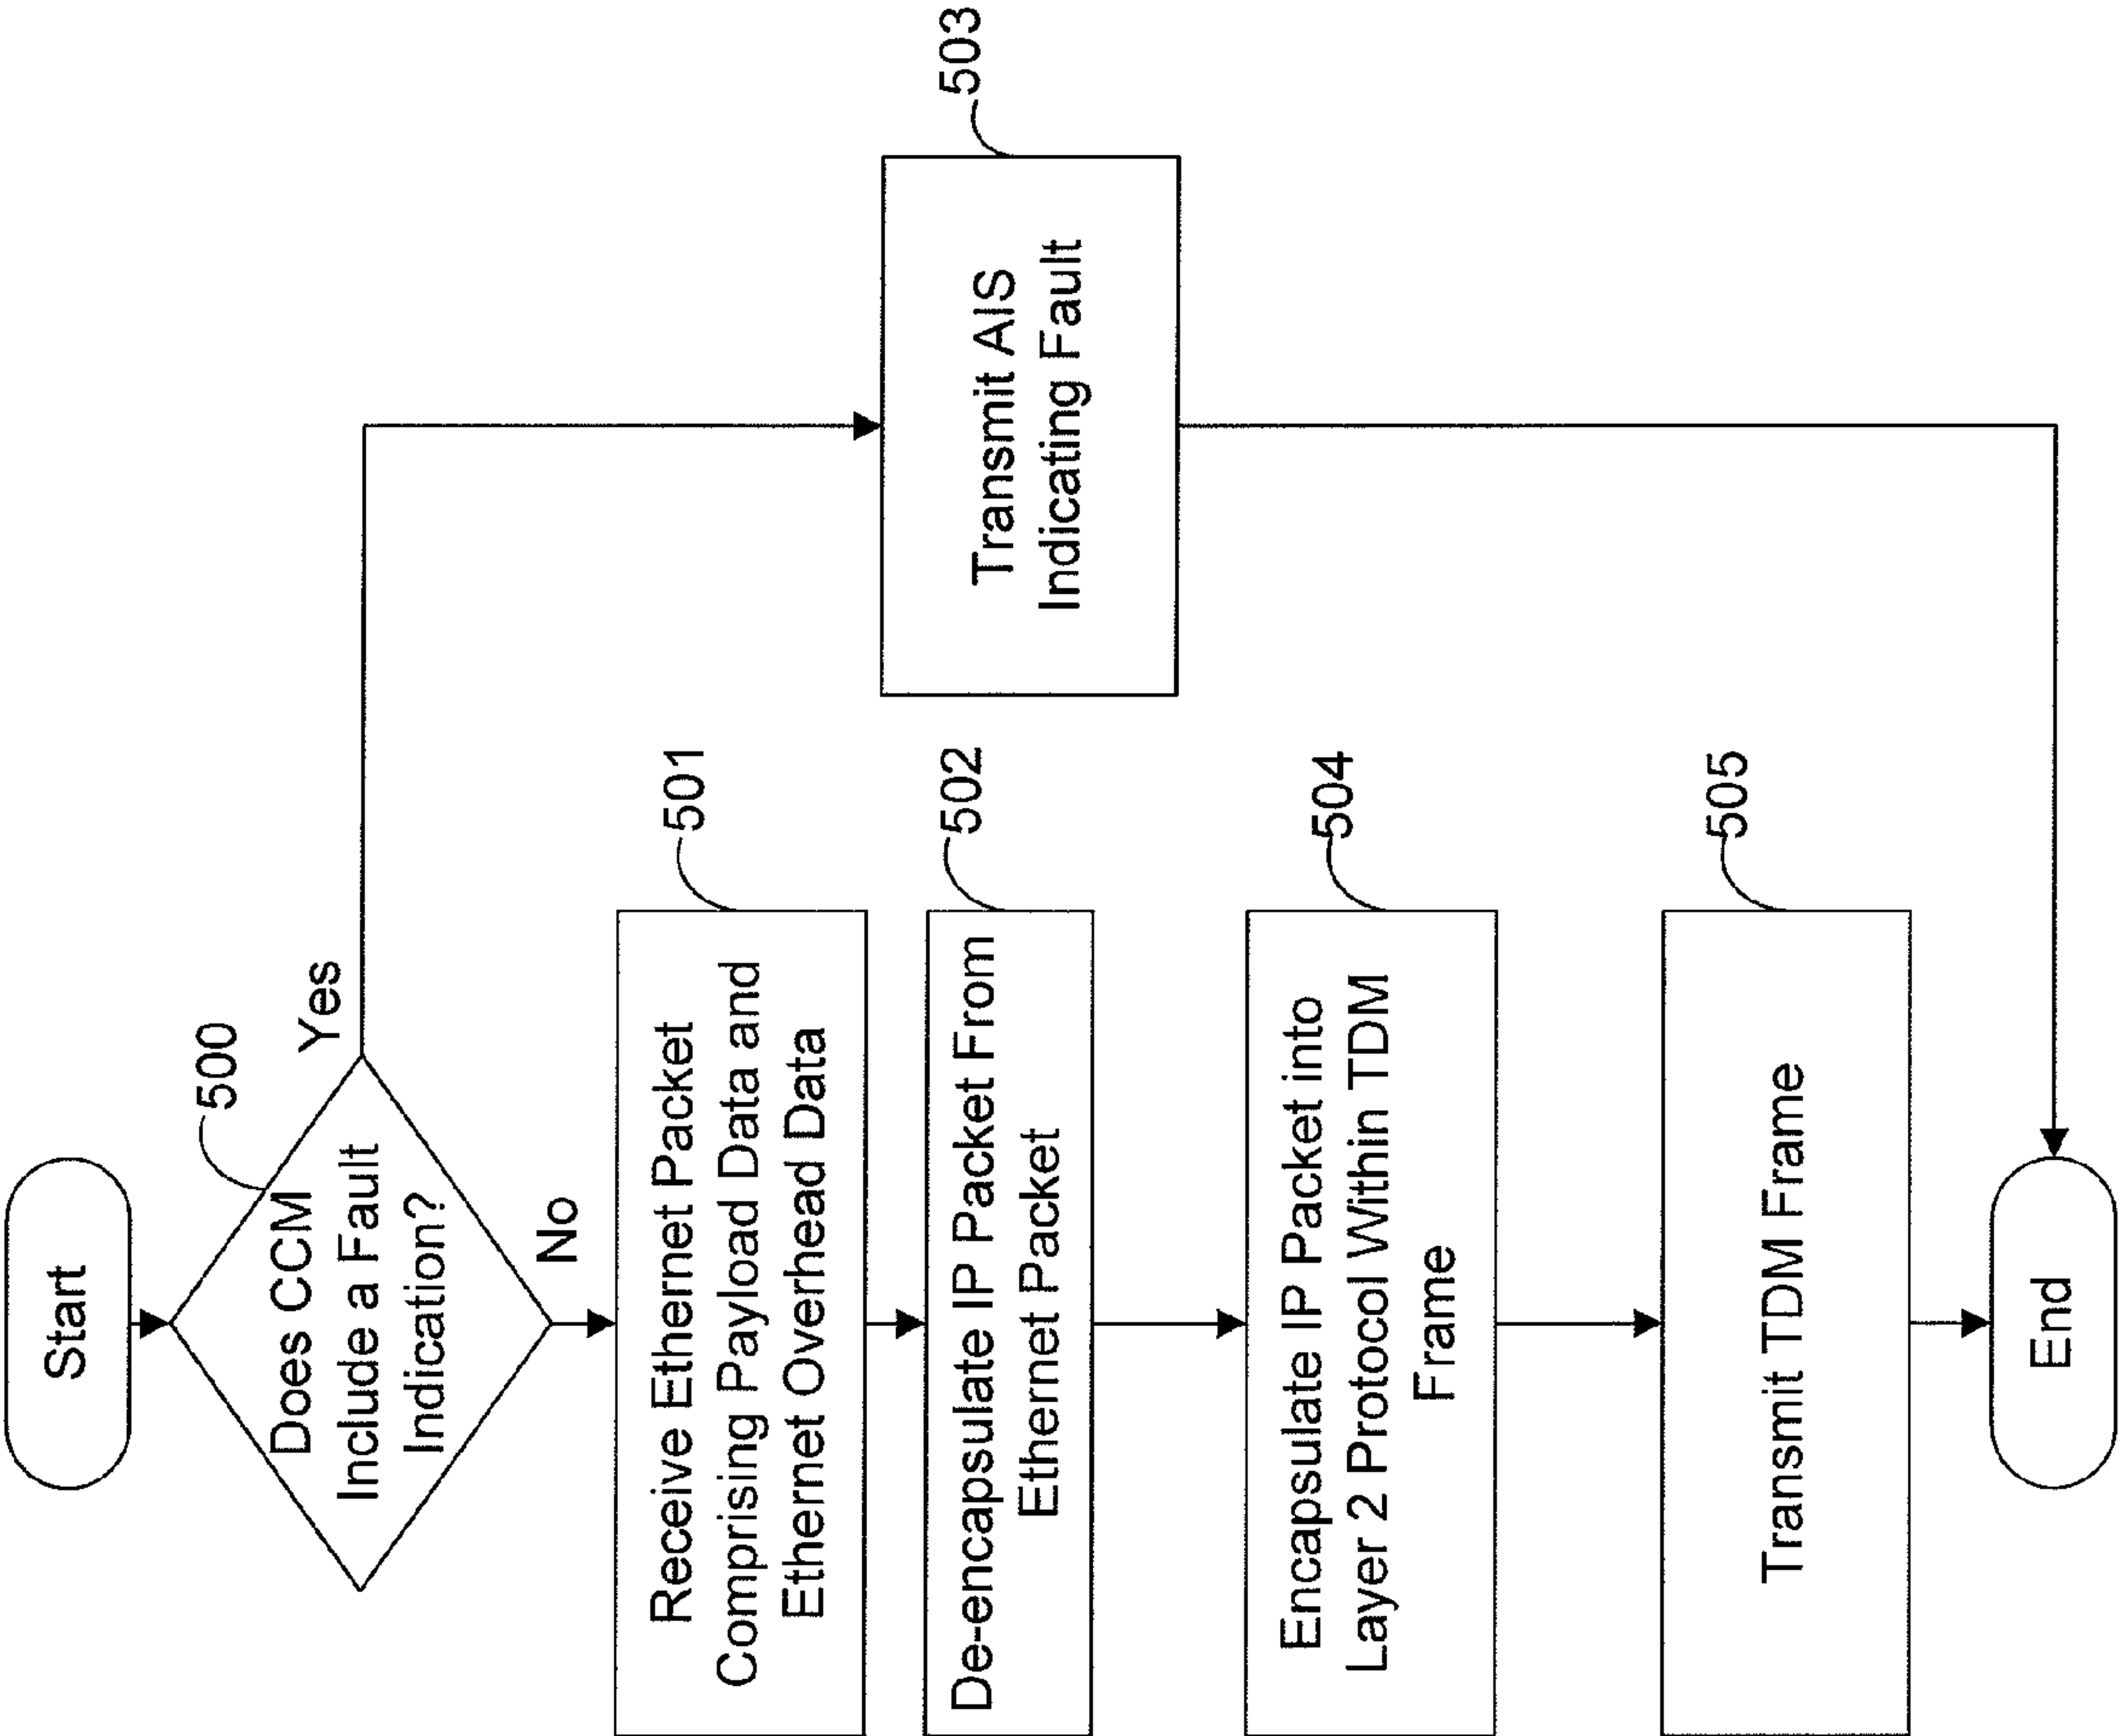 Start
500
Does CCM
Include a Fault
Indication?
Yes
No
501
Receive Ethernet Packet
Comprising Payload Data and
Ethernet Overhead Data
502
De-encapsulate IP Packet From
Ethernet Packet
503
Transmit AIS
Indicating Fault
504
Encapsulate IP Packet into
Layer 2 Protocol Within TDM
Frame
505
Transmit TDM Frame
End